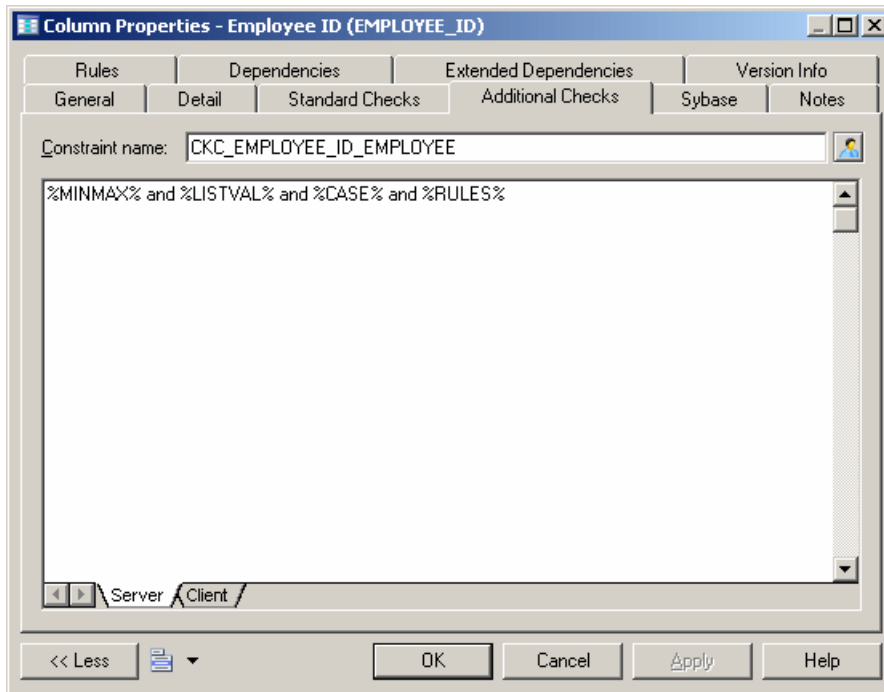 Column Properties - Employee ID (EMPLOYEE_ID)
Rules Dependencies Extended Dependencies Version Info
General Detail Standard Checks Additional Checks Sybase Notes
Constraint name: CKC_EMPLOYEE_ID_EMPLOYEE
%MINMAX% and %LISTVAL% and %CASE% and %RULES%
Server Client
<< Less OK Cancel Apply Help